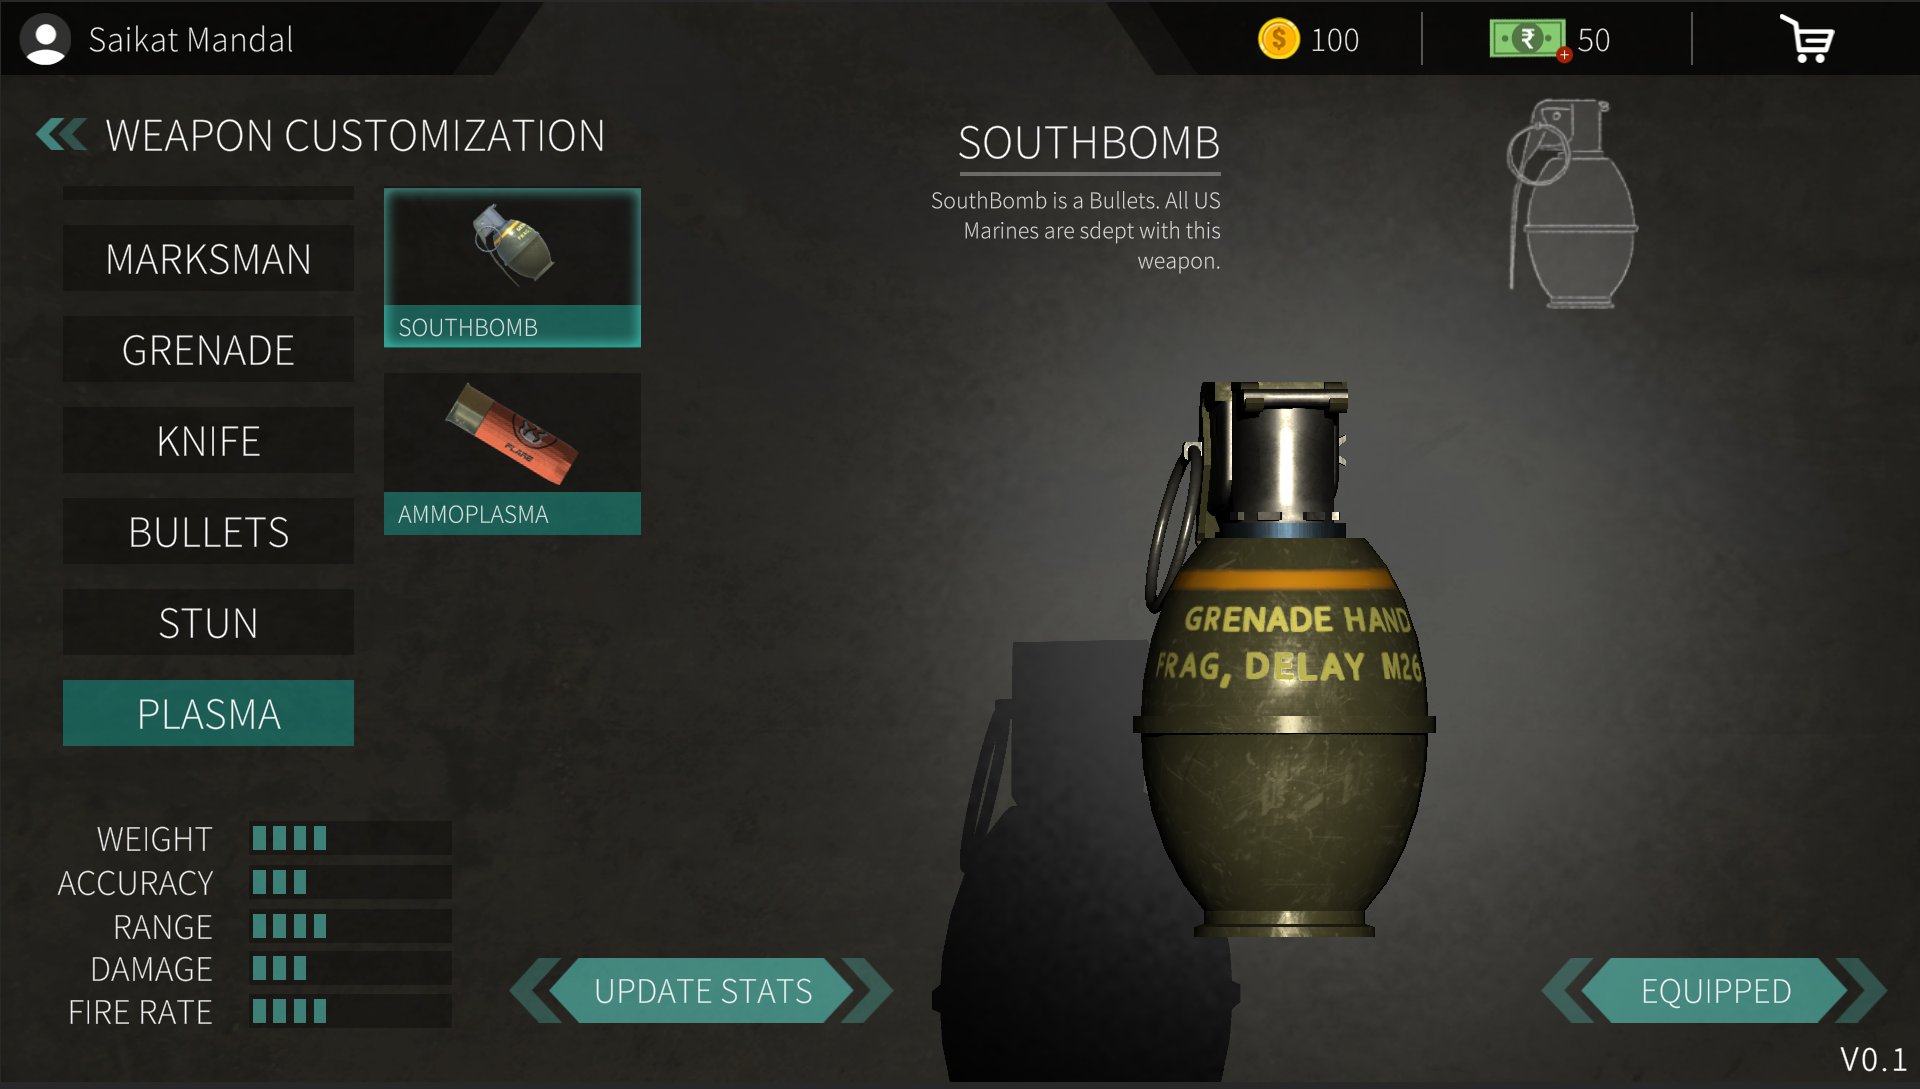 Saikat Mandal
100
50
WEAPON CUSTOMIZATION
MARKSMAN
GRENADE
KNIFE
BULLETS
STUN
PLASMA
SOUTHBOMB
FLARE
AMMOPLASMA
SOUTHBOMB
SouthBomb is a Bullets. All US
Marines are sdept with this
weapon.
GRENADE HAND
FRAG, DELAY M26
WEIGHT
ACCURACY
RANGE
DAMAGE
FIRE RATE
UPDATE STATS
EQUIPPED
V0.1